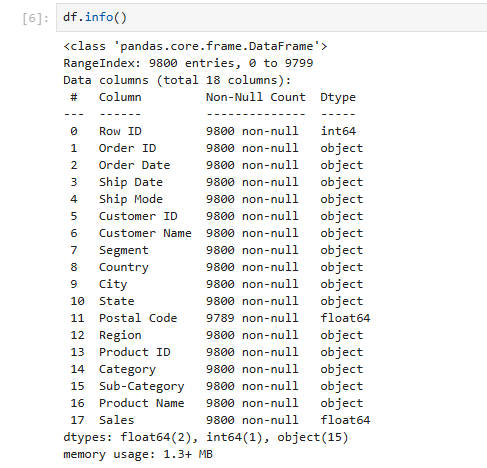 [6]: df.info()
<class 'pandas.core.frame.DataFrame'>
RangeIndex: 9800 entries, 0 to 9799
Data columns (total 18 columns):
 #   Column         Non-Null Count  Dtype
---  ------         --------------  -----
 0   Row ID         9800 non-null   int64
 1   Order ID       9800 non-null   object
 2   Order Date     9800 non-null   object
 3   Ship Date      9800 non-null   object
 4   Ship Mode      9800 non-null   object
 5   Customer ID    9800 non-null   object
 6   Customer Name  9800 non-null   object
 7   Segment        9800 non-null   object
 8   Country        9800 non-null   object
 9   City           9800 non-null   object
 10  State          9800 non-null   object
 11  Postal Code    9789 non-null   float64
 12  Region         9800 non-null   object
 13  Product ID     9800 non-null   object
 14  Category       9800 non-null   object
 15  Sub-Category   9800 non-null   object
 16  Product Name   9800 non-null   object
 17  Sales          9800 non-null   float64
dtypes: float64(2), int64(1), object(15)
memory usage: 1.3+ MB